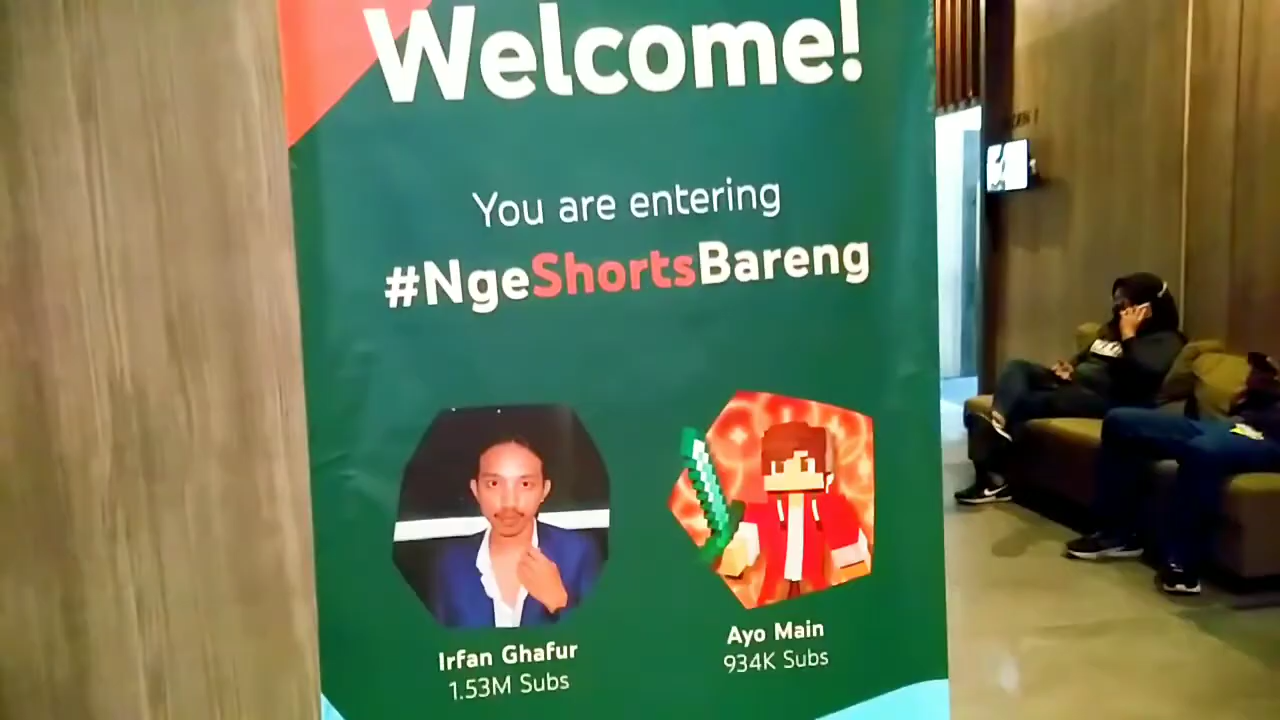 Welcome!
You are entering
#NgeShortsBareng
Irfan Ghafur
1.53M Subs
Ayo Main
934K Subs